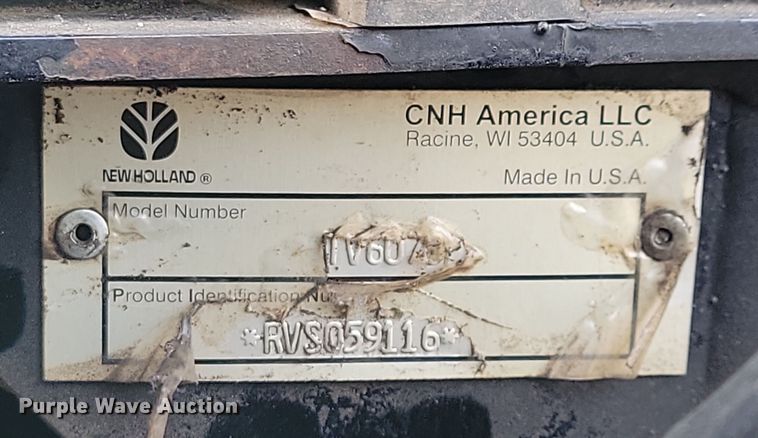 CNH America LLC
Racine, WI 53404 U.S.A.
NEW HOLLAND ®
Made In U.S.A.
Model Number
Product Identification
*RVS059116*
Purple Wave Auction